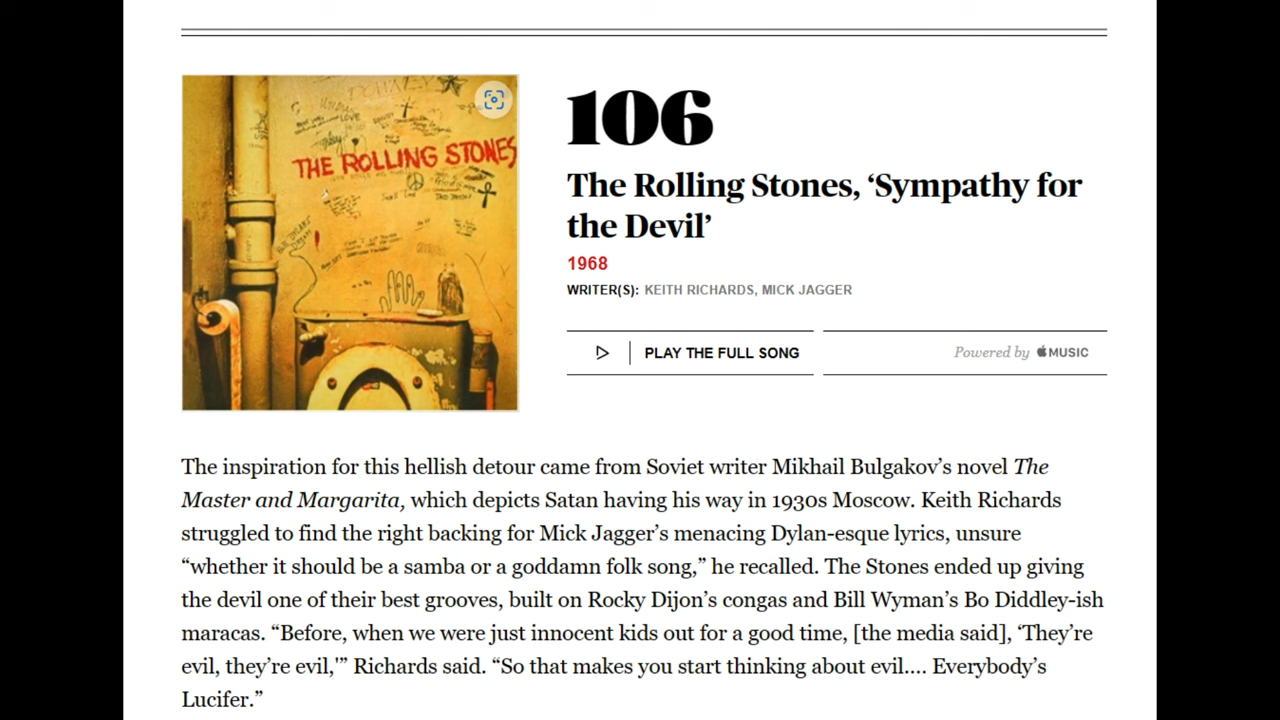 THE ROLLING STONES
LOVE
106
The Rolling Stones, ‘Sympathy for
the Devil’
1968
WRITER(S): KEITH RICHARDS, MICK JAGGER
PLAY THE FULL SONG
Powered by MUSIC
The inspiration for this hellish detour came from Soviet writer Mikhail Bulgakov’s novel The
Master and Margarita, which depicts Satan having his way in 1930s Moscow. Keith Richards
struggled to find the right backing for Mick Jagger’s menacing Dylan-esque lyrics, unsure
“whether it should be a samba or a goddamn folk song,” he recalled. The Stones ended up giving
the devil one of their best grooves, built on Rocky Dijon’s congas and Bill Wyman’s Bo Diddley-ish
maracas. “Before, when we were just innocent kids out for a good time, [the media said], ‘They’re
evil, they’re evil,'” Richards said. “So that makes you start thinking about evil.... Everybody’s
Lucifer.”